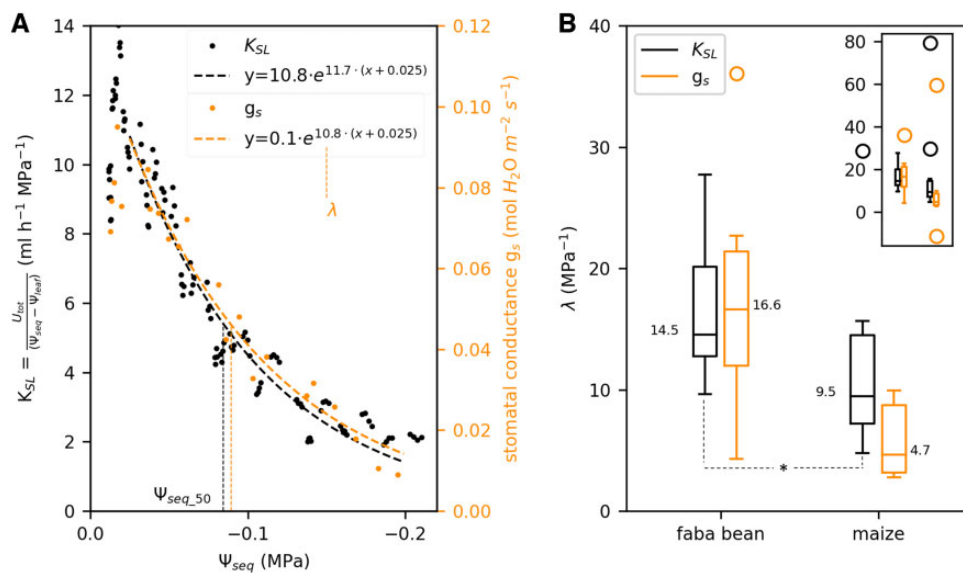 A
14
12
10
8
6
4
2
0
K_SL = U_tot / (Ψ_seq − Ψ_leaf) (ml h⁻¹ MPa⁻¹)
K_SL
y=10.8·e^{11.7·(x+0.025)}
g_s
y=0.1·e^{10.8·(x+0.025)}
λ
Ψ_seq_50
0.0
−0.1
−0.2
Ψ_seq (MPa)
0.12
0.10
0.08
0.06
0.04
0.02
0.00
stomatal conductance g_s (mol H₂O m⁻² s⁻¹)
B
40
30
20
10
0
λ (MPa⁻¹)
K_SL
g_s
80
60
40
20
0
14.5
16.6
9.5
4.7
*
faba bean
maize